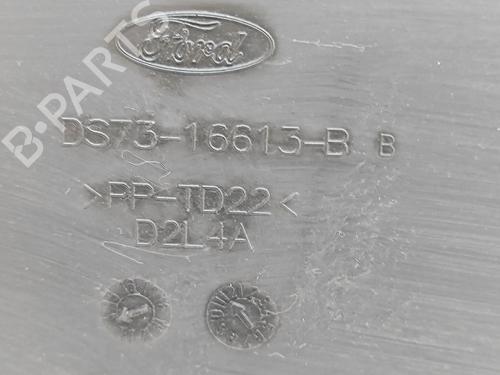 Ford
B-PARTS
DS73-16613-B B
>PP-TD22<
D2L4A